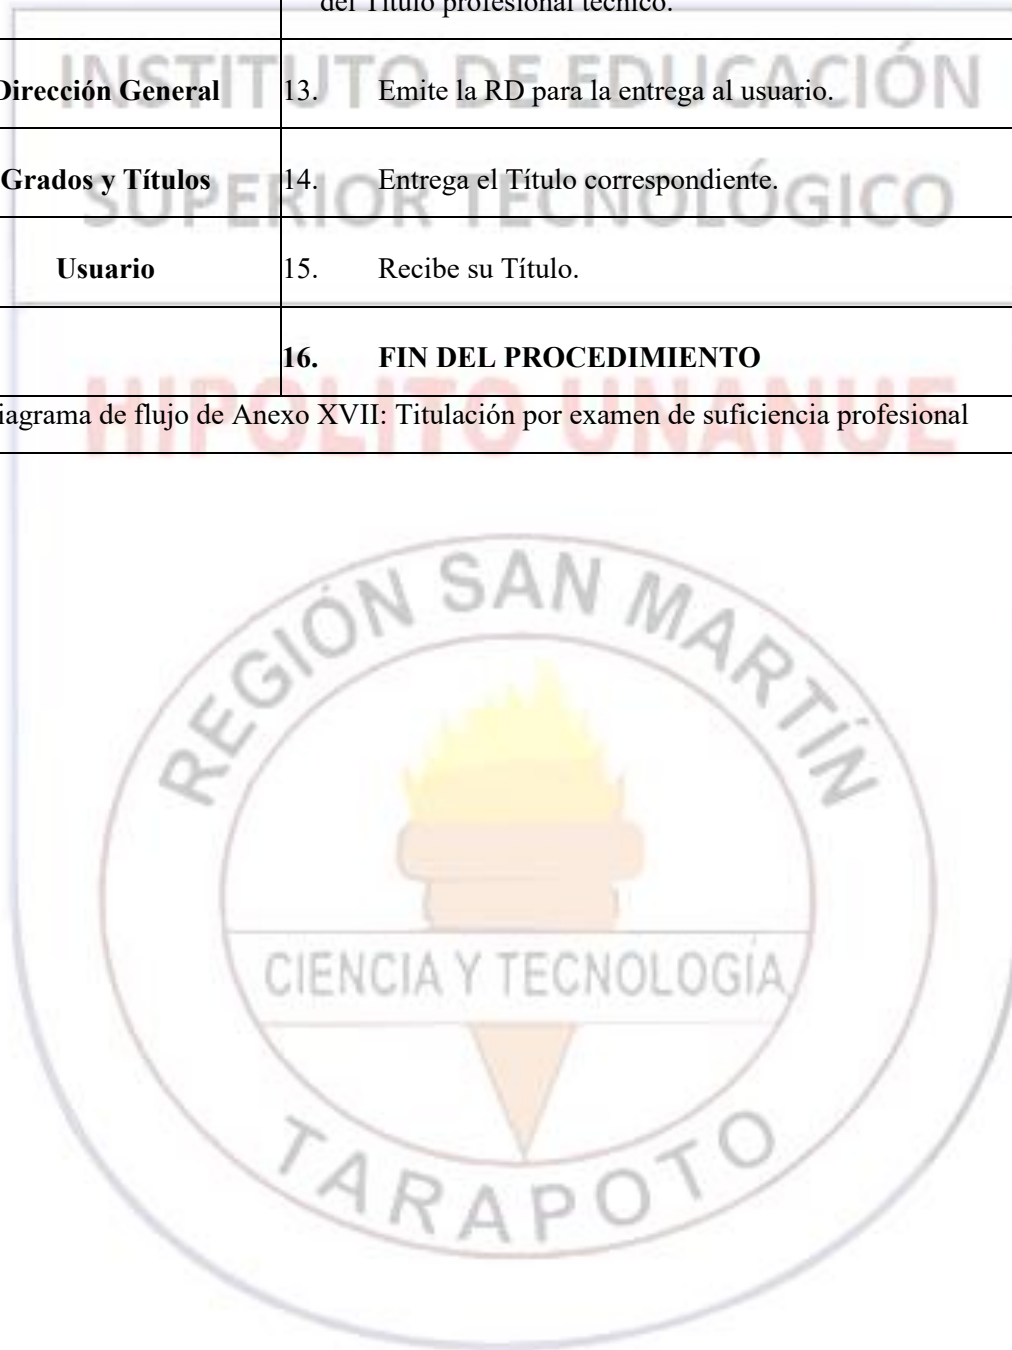 del Título profesional técnico.
INSTITUTO DE EDUCACIÓN
Dirección General 13. Emite la RD para la entrega al usuario.
SUPERIOR TECNOLÓGICO
Grados y Títulos 14. Entrega el Título correspondiente.
Usuario 15. Recibe su Título.
16. FIN DEL PROCEDIMIENTO
HIPOLITO UNANUE
iagrama de flujo de Anexo XVII: Titulación por examen de suficiencia profesional
REGIÓN SAN MARTÍN
CIENCIA Y TECNOLOGÍA
TARAPOTO